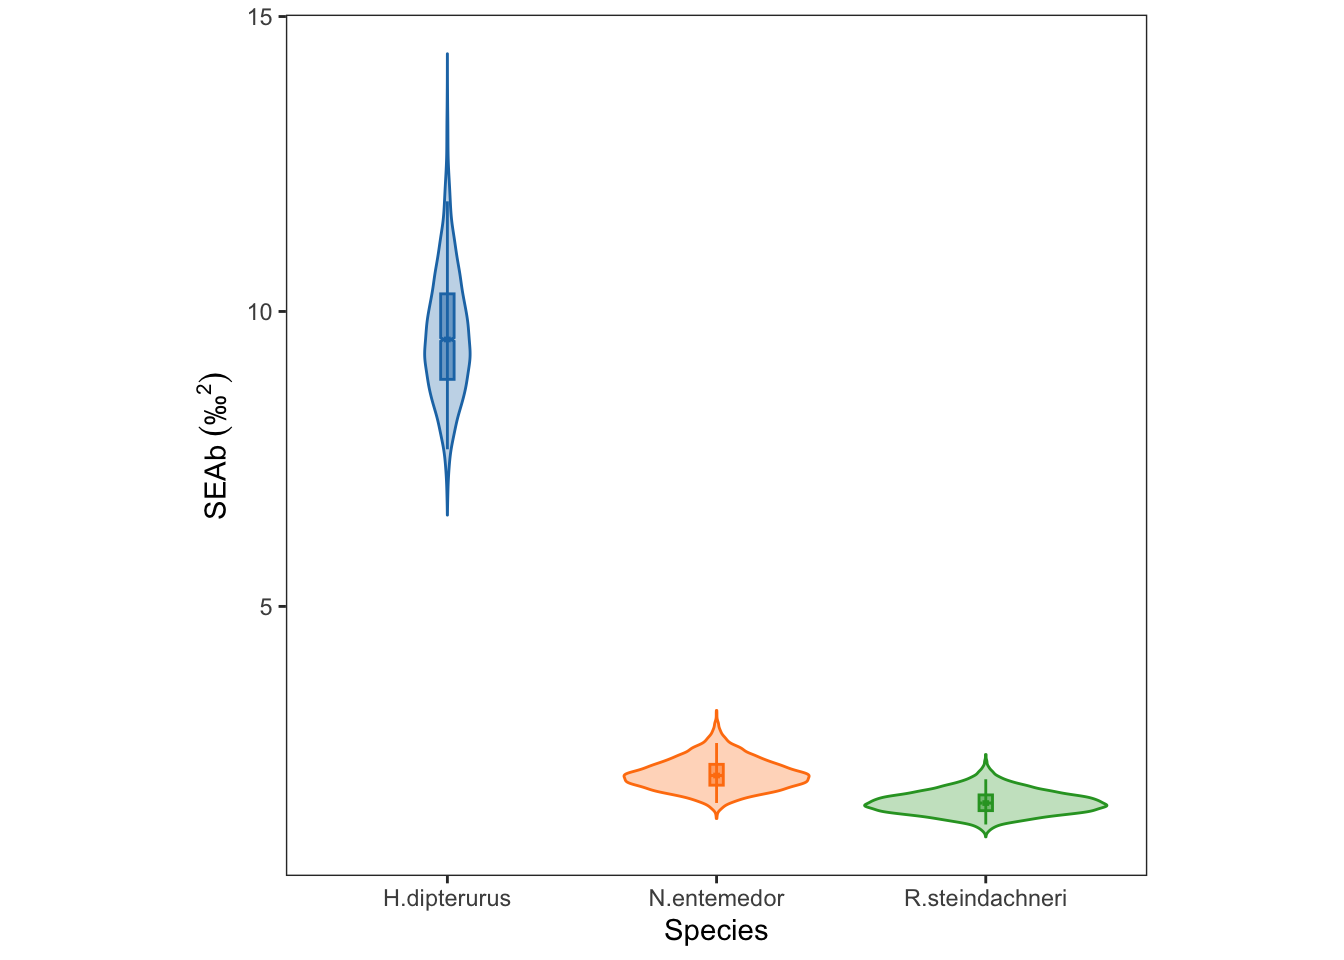 15
10
5
SEAb (‰²)
H.dipterurus
N.entemedor
R.steindachneri
Species